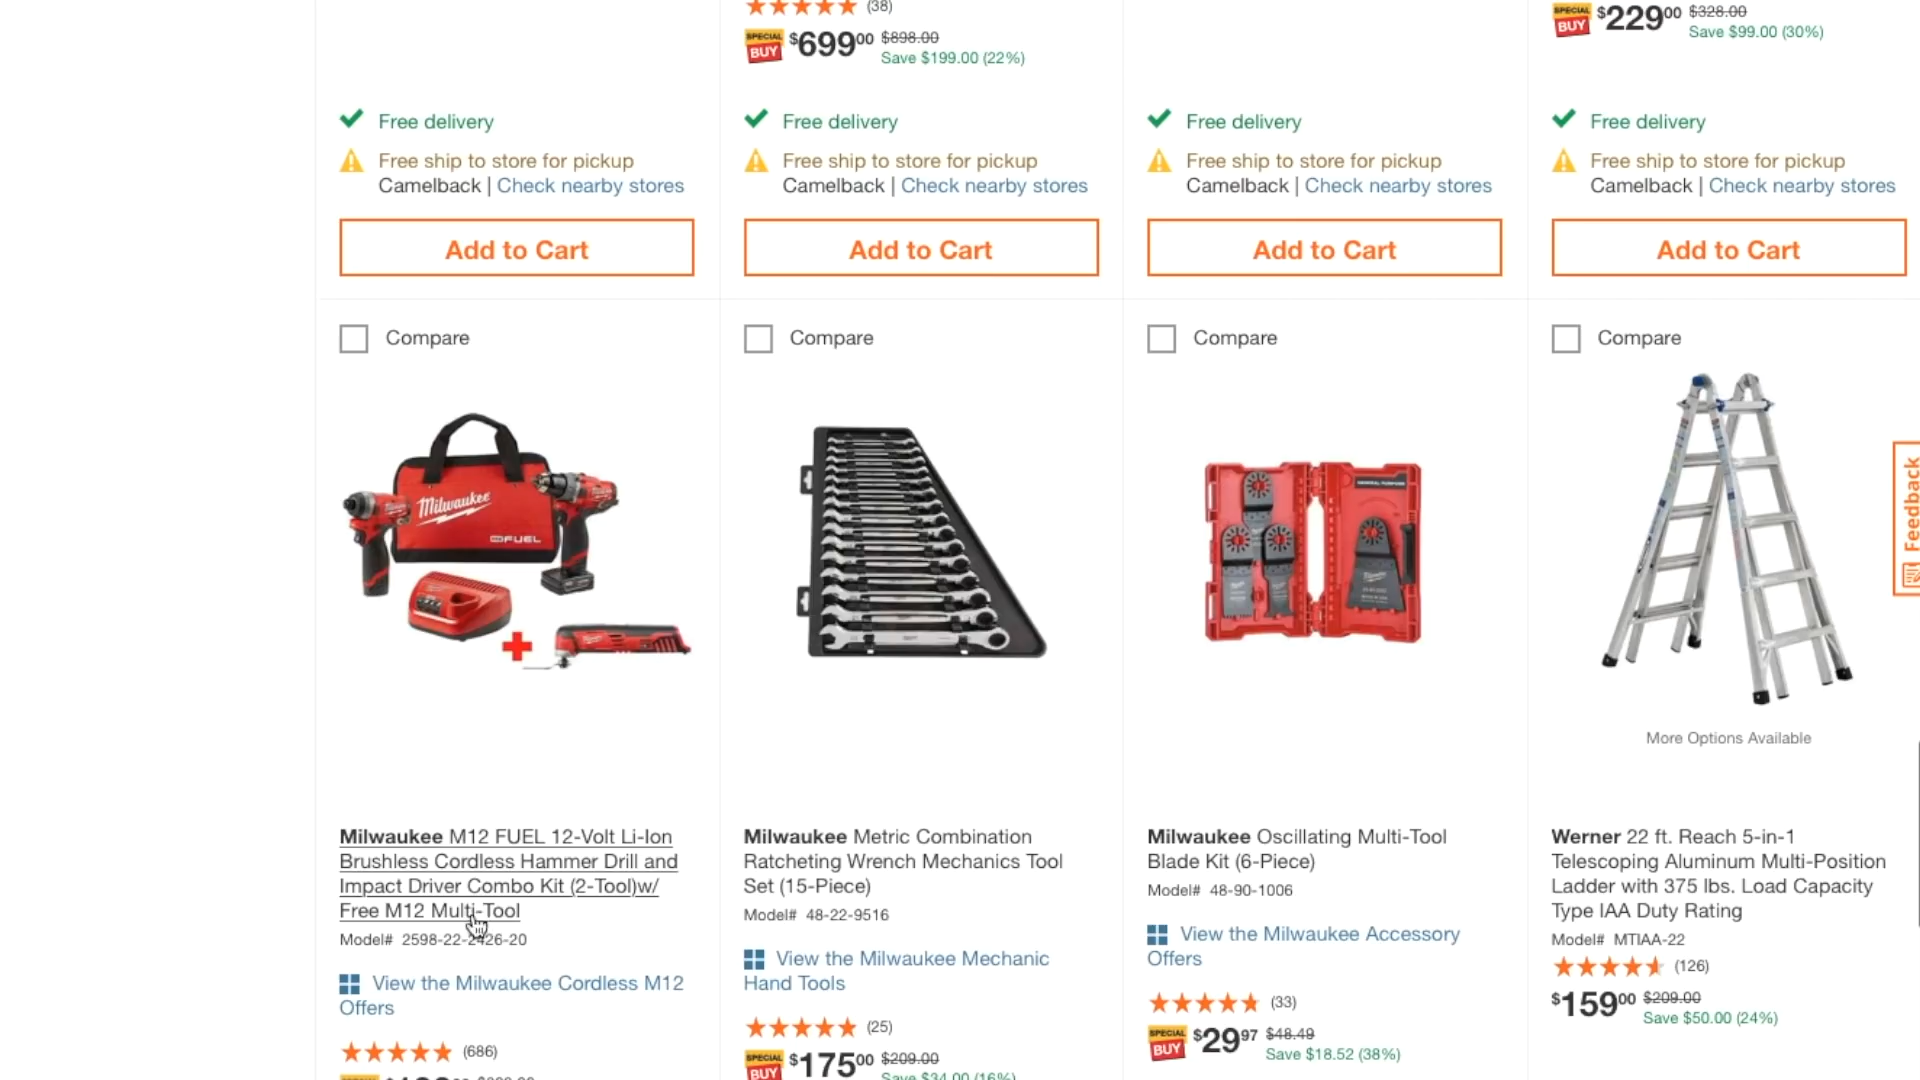 (38)
SPECIAL BUY $699 00 $898.00
Save $199.00 (22%)
SPECIAL BUY $229 00 $328.00
Save $99.00 (30%)
Free delivery
Free ship to store for pickup
Camelback | Check nearby stores
Add to Cart
Free delivery
Free ship to store for pickup
Camelback | Check nearby stores
Add to Cart
Free delivery
Free ship to store for pickup
Camelback | Check nearby stores
Add to Cart
Free delivery
Free ship to store for pickup
Camelback | Check nearby stores
Add to Cart
Compare
Milwaukee
FUEL
Milwaukee M12 FUEL 12-Volt Li-Ion
Brushless Cordless Hammer Drill and
Impact Driver Combo Kit (2-Tool)w/
Free M12 Multi-Tool
Model# 2598-22-2426-20
View the Milwaukee Cordless M12
Offers
(686)
Compare
Milwaukee Metric Combination
Ratcheting Wrench Mechanics Tool
Set (15-Piece)
Model# 48-22-9516
View the Milwaukee Mechanic
Hand Tools
(25)
SPECIAL BUY $175 00 $209.00
Save $34.00 (16%)
Compare
Milwaukee Oscillating Multi-Tool
Blade Kit (6-Piece)
Model# 48-90-1006
View the Milwaukee Accessory
Offers
(33)
SPECIAL BUY $29 97 $48.49
Save $18.52 (38%)
Compare
More Options Available
Werner 22 ft. Reach 5-in-1
Telescoping Aluminum Multi-Position
Ladder with 375 lbs. Load Capacity
Type IAA Duty Rating
Model# MTIAA-22
(126)
$159 00 $209.00
Save $50.00 (24%)
Feedback